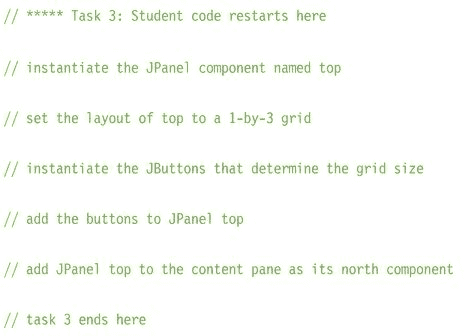 // ***** Task 3: Student code restarts here
// instantiate the JPanel component named top
// set the layout of top to a 1-by-3 grid
// instantiate the JButtons that determine the grid size
// add the buttons to JPanel top
// add JPanel top to the content pane as its north component
// task 3 ends here